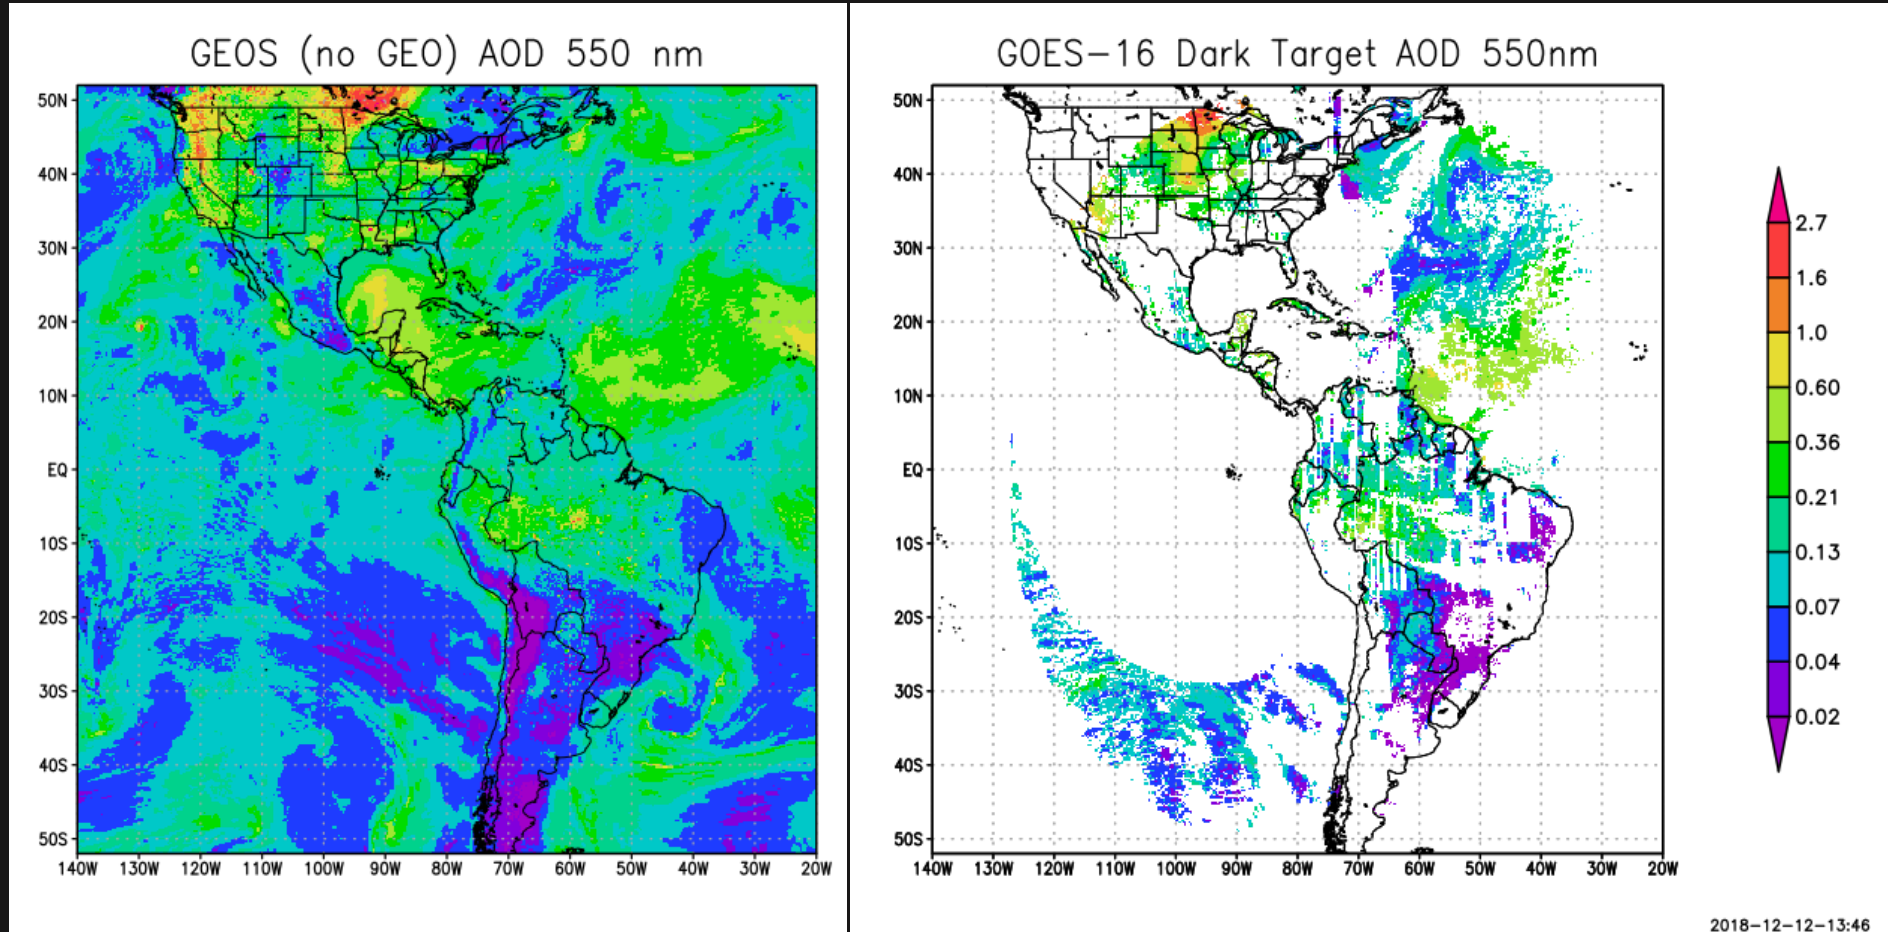 GEOS (no GEO) AOD 550 nm
50N
40N
30N
20N
10N
EQ
10S
20S
30S
40S
50S
140W 130W 120W 110W 100W 90W 80W 70W 60W 50W 40W 30W 20W
GOES-16 Dark Target AOD 550nm
50N
40N
30N
20N
10N
EQ
10S
20S
30S
40S
50S
140W 130W 120W 110W 100W 90W 80W 70W 60W 50W 40W 30W 20W
2.7
1.6
1.0
0.60
0.36
0.21
0.13
0.07
0.04
0.02
2018-12-12-13:46